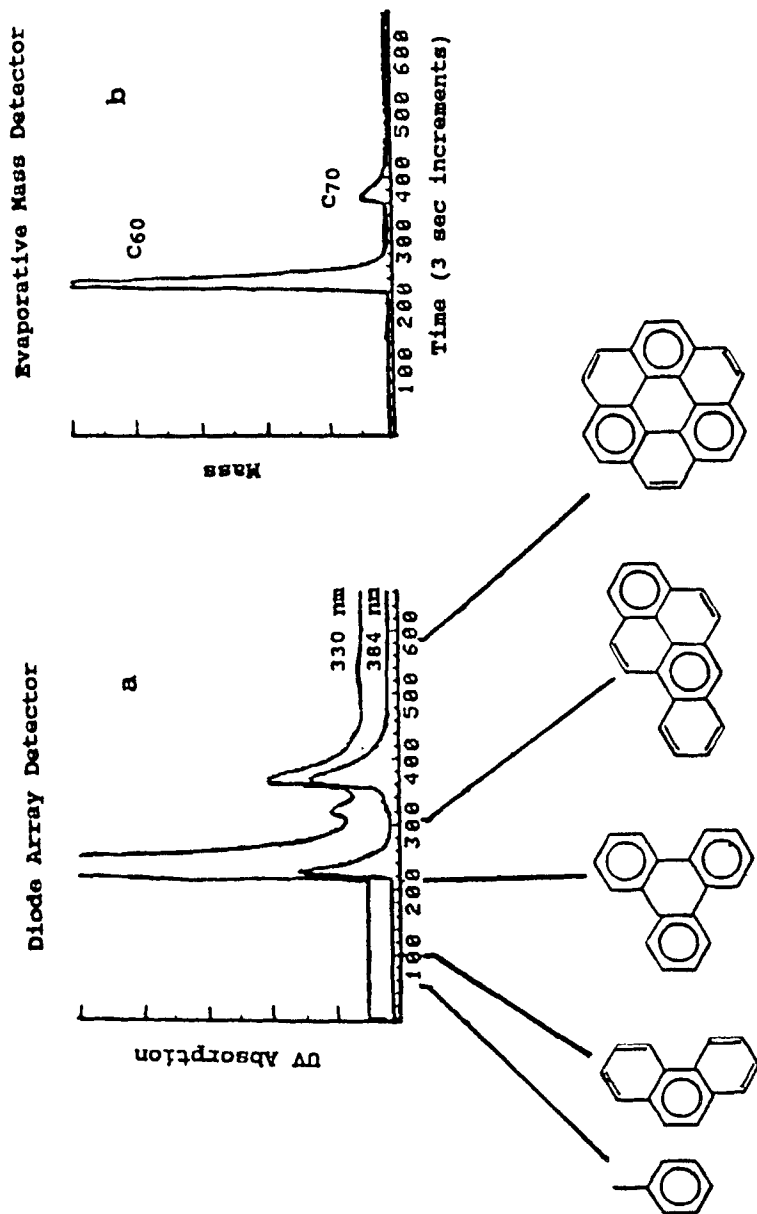 Diode Array Detector
a
UV Absorption
330 nm
384 nm
100 200 300 400 500 600
Evaporative Mass Detector
b
Mass
C60
C70
100 200 300 400 500 600
Time (3 sec increments)